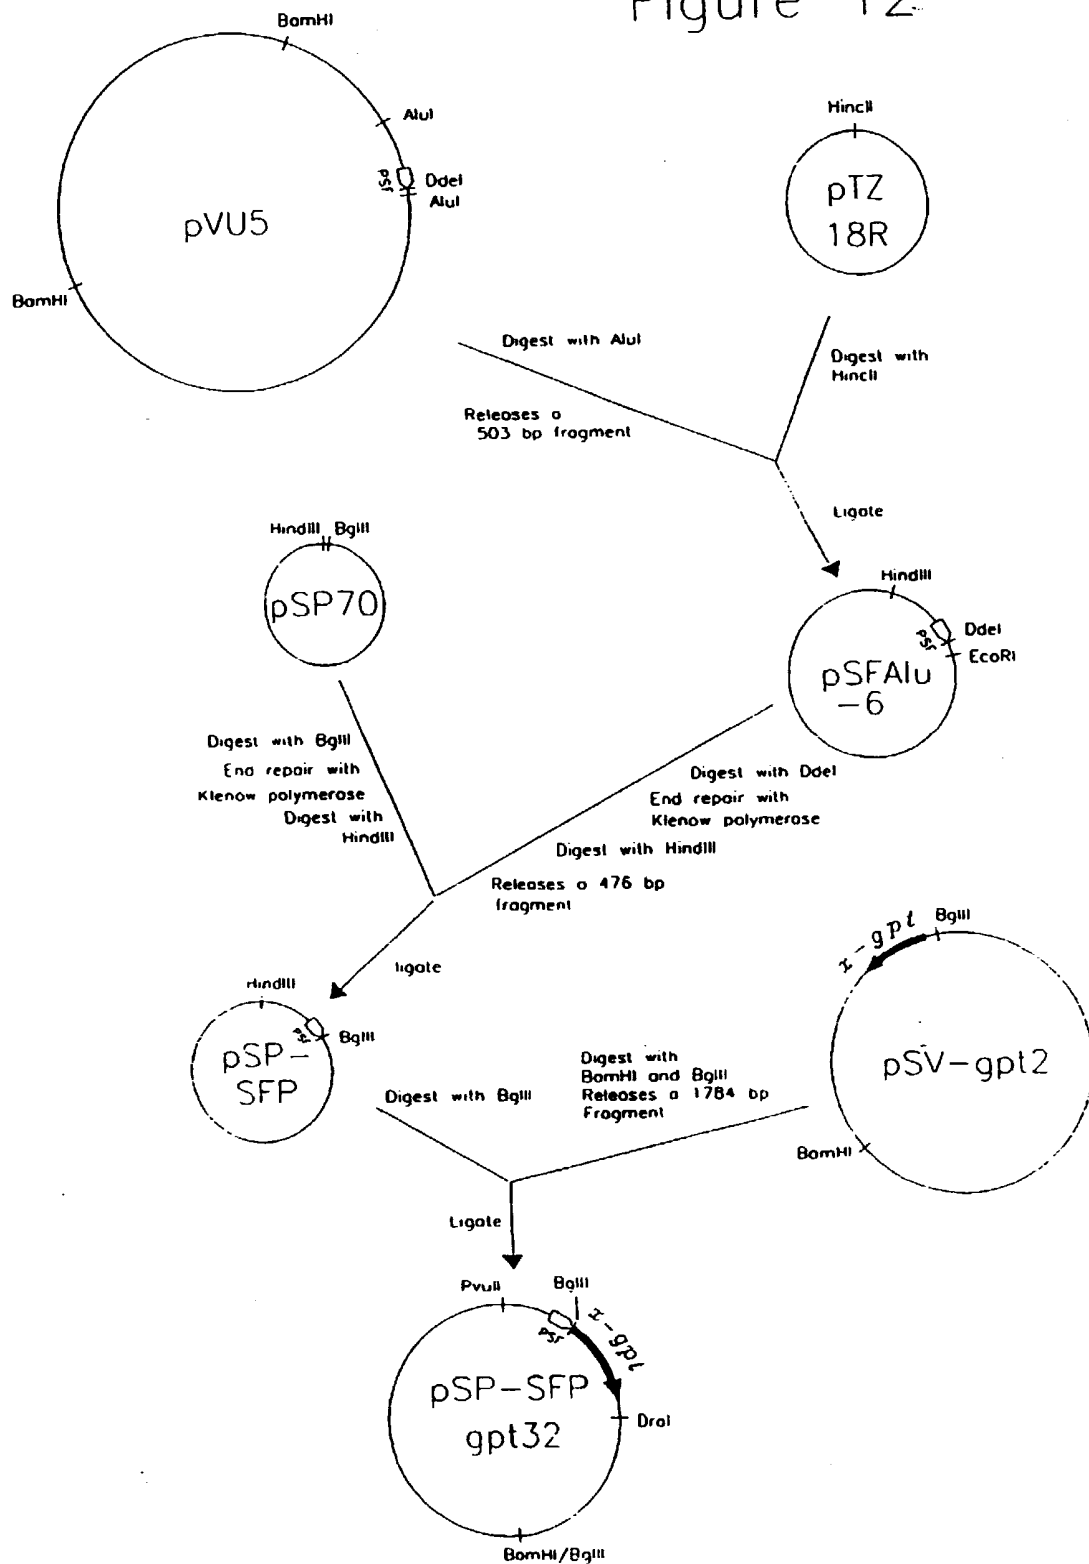 Figure 12
BamHI
AluI
psf
DdeI
AluI
pVU5
BamHI
HincII
pTZ
18R
Digest with AluI
Releases a
503 bp fragment
Digest with
HincII
Ligate
HindIII BglII
pSP70
HindIII
psf
DdeI
EcoRI
pSFAlu
-6
Digest with BglII
End repair with
Klenow polymerase
Digest with
HindIII
Digest with DdeI
End repair with
Klenow polymerase
Digest with HindIII
Releases a 476 bp
fragment
ligate
HindIII
psf
BglII
pSP-
SFP
x-gpt
BglII
pSV-gpt2
BamHI
Digest with BglII
Digest with
BamHI and BglII
Releases a 1784 bp
Fragment
Ligate
PvuII
BglII
psf
x-gpt
pSP-SFP
gpt32
DraI
BamHI/BglII